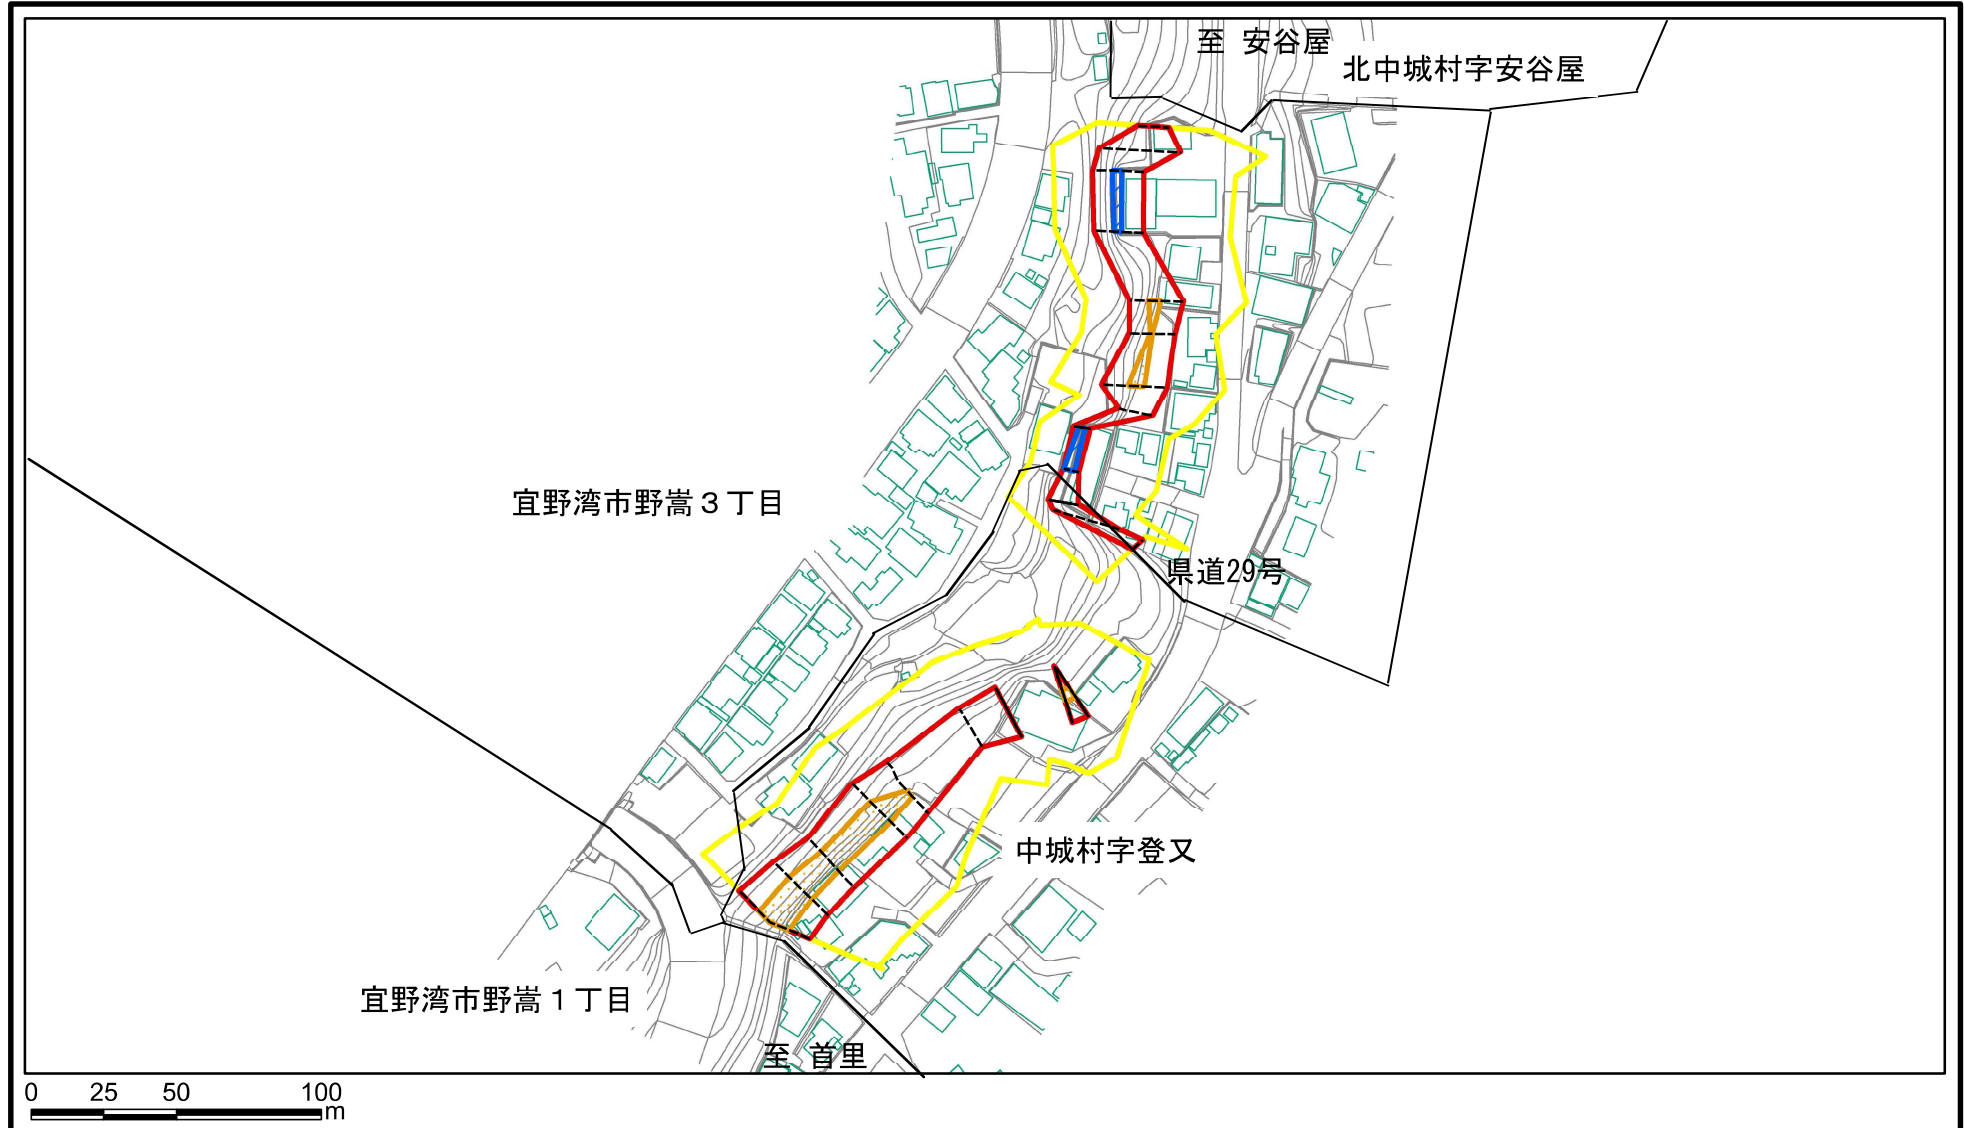 至 安谷屋
北中城村字安谷屋
宜野湾市野嵩３丁目
県道29号
中城村字登又
宜野湾市野嵩１丁目
至 首里
0 25 50 100
m